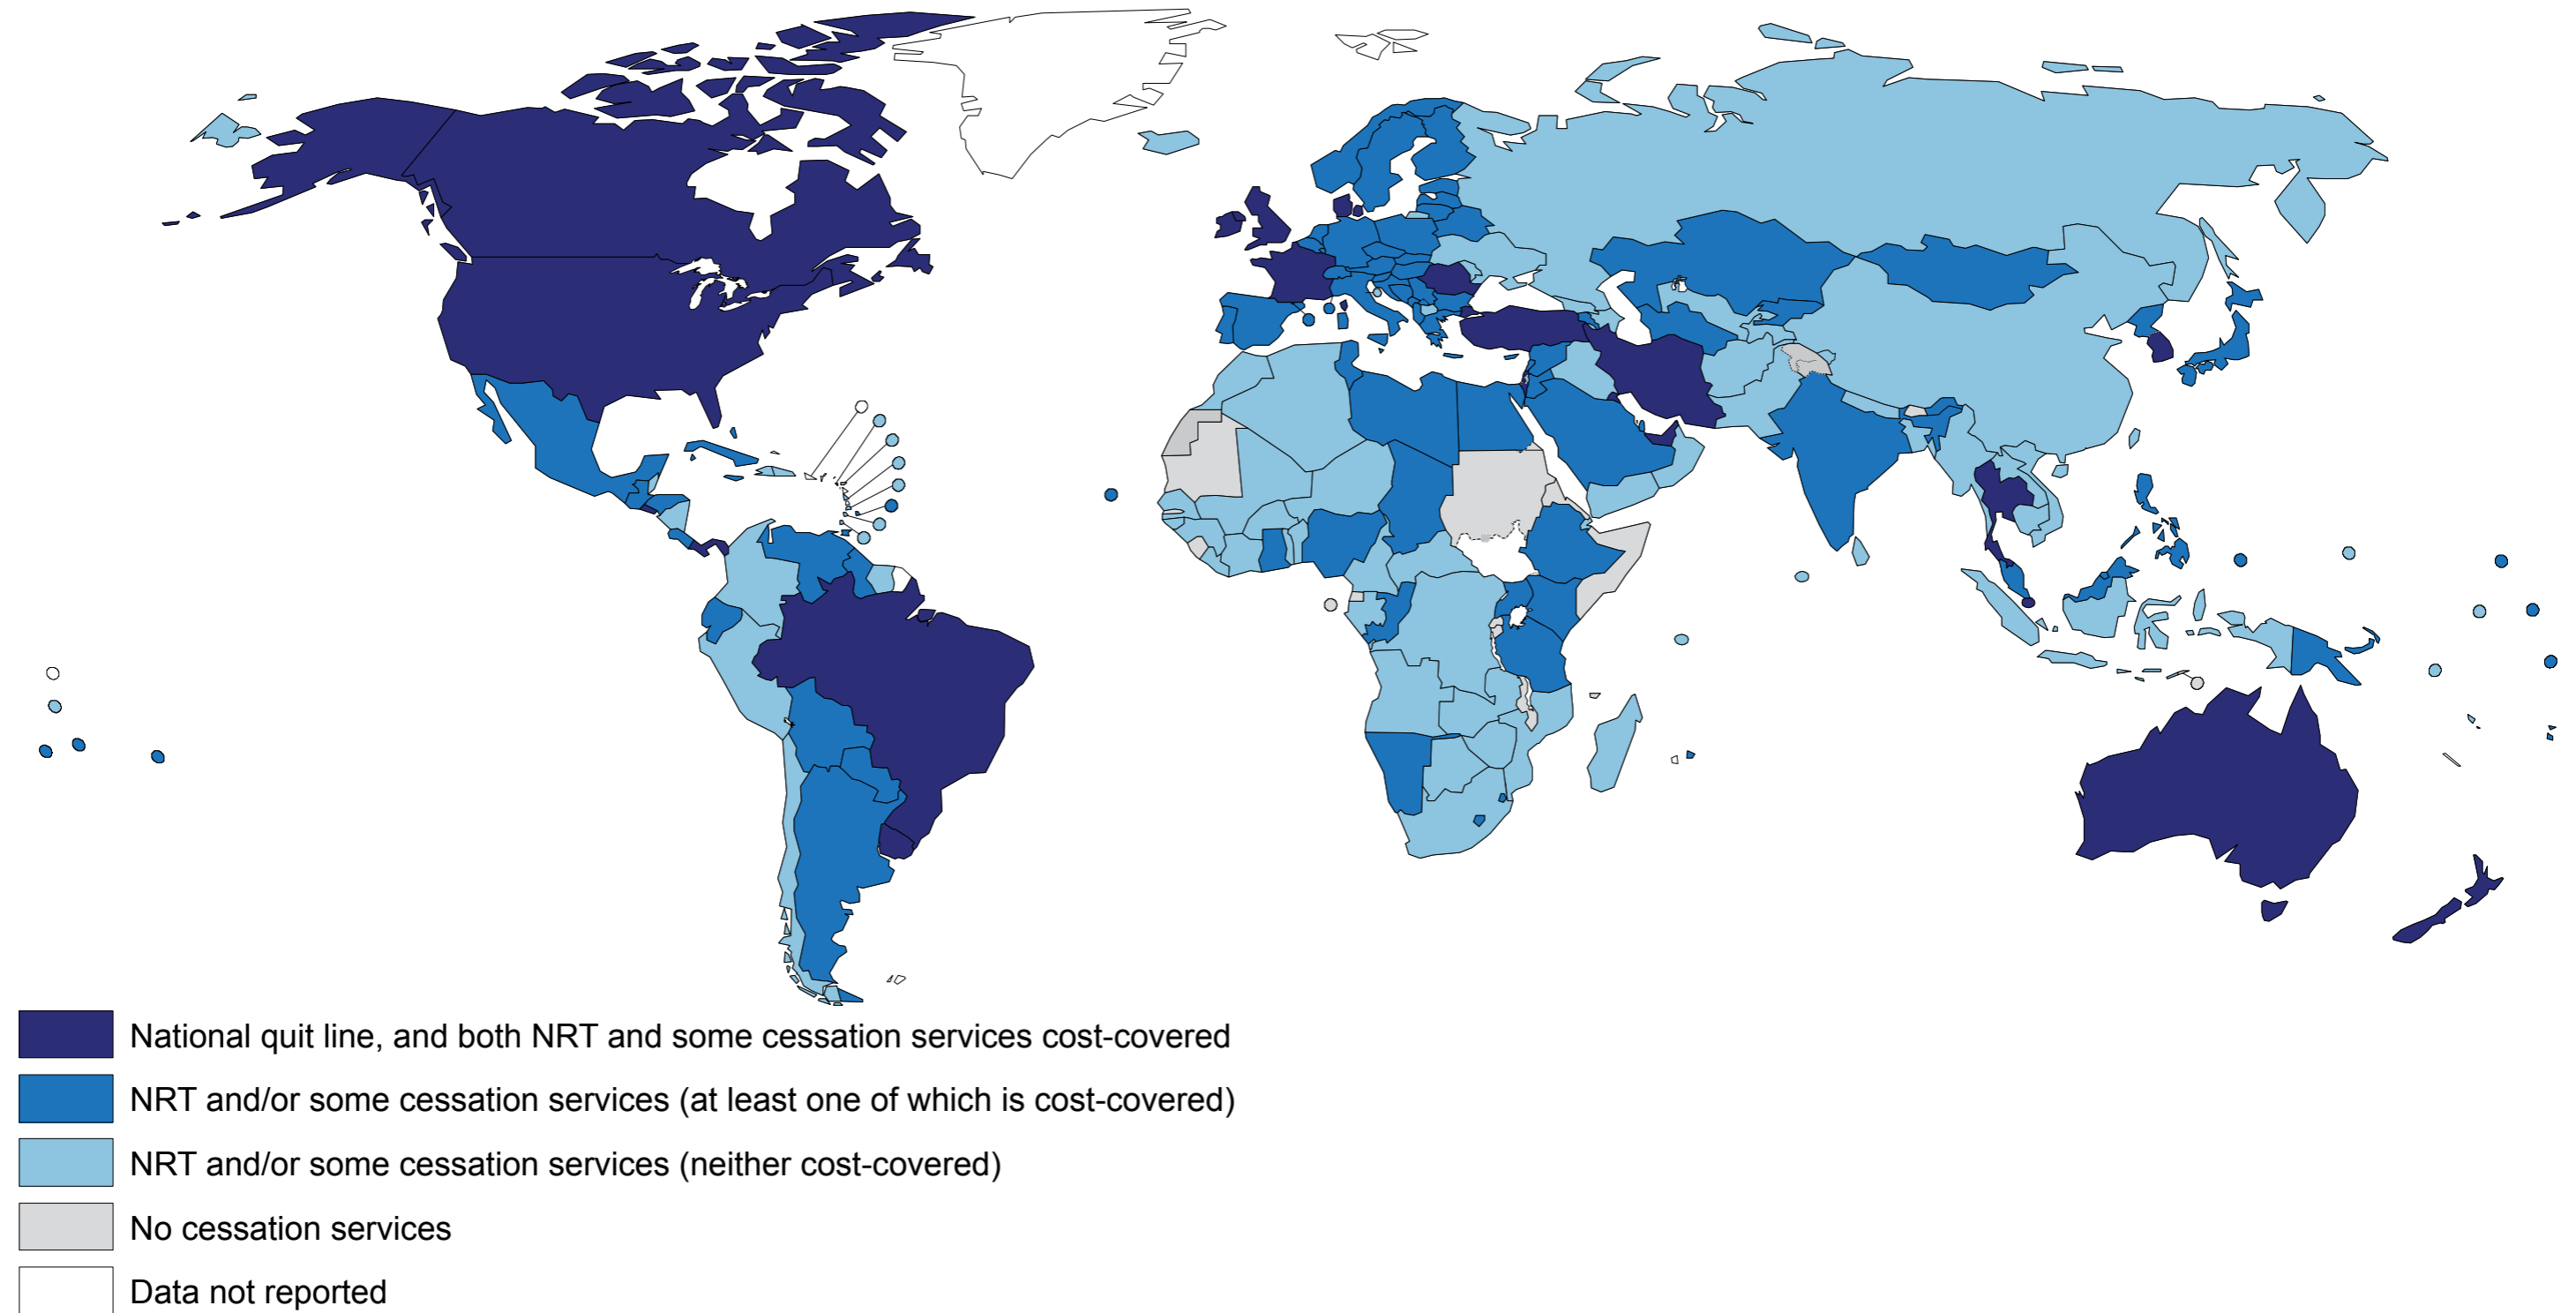 National quit line, and both NRT and some cessation services cost-covered
NRT and/or some cessation services (at least one of which is cost-covered)
NRT and/or some cessation services (neither cost-covered)
No cessation services
Data not reported